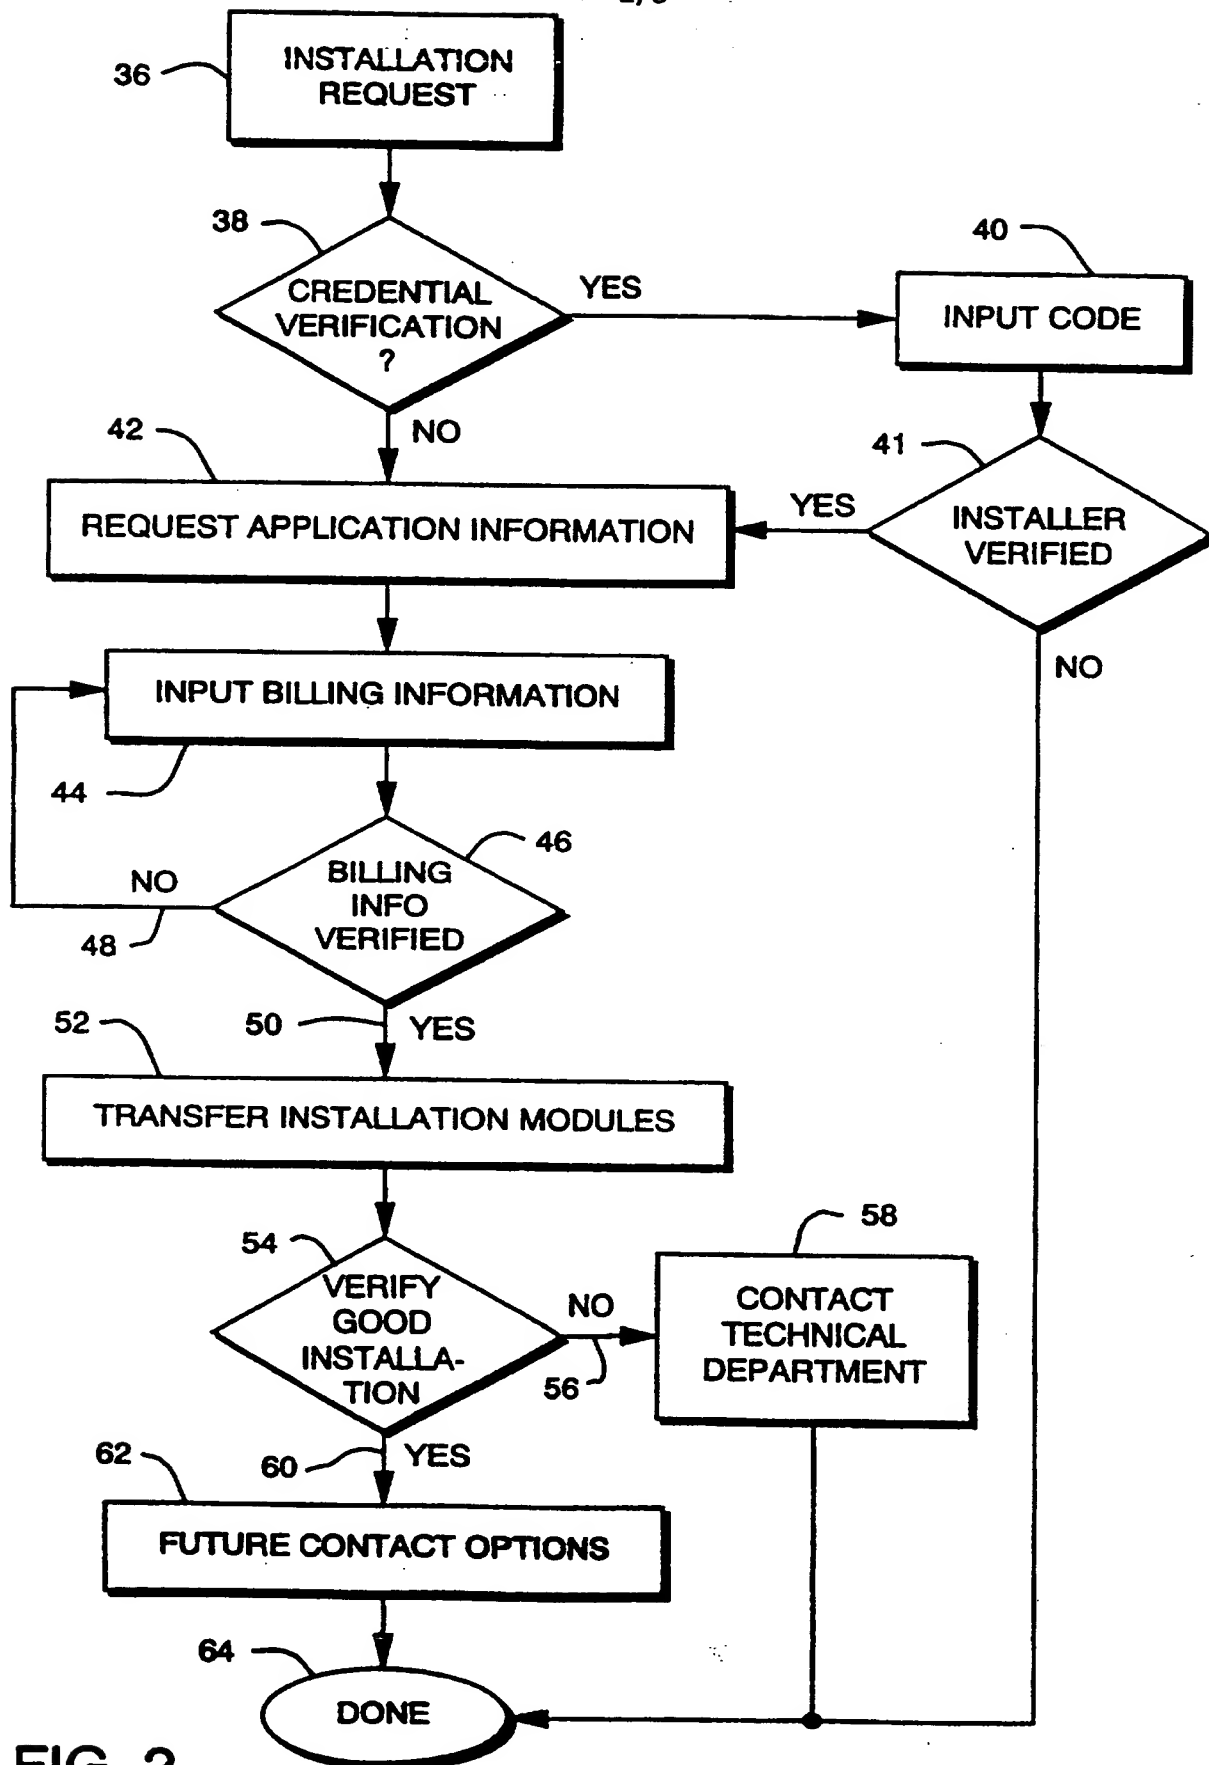 INSTALLATION
REQUEST
36
38
CREDENTIAL
VERIFICATION
?
YES
40
INPUT CODE
NO
42
41
REQUEST APPLICATION INFORMATION
YES
INSTALLER
VERIFIED
NO
INPUT BILLING INFORMATION
44
46
BILLING
INFO
VERIFIED
NO
48
50
YES
52
TRANSFER INSTALLATION MODULES
54
VERIFY
GOOD
INSTALLA-
TION
NO
56
58
CONTACT
TECHNICAL
DEPARTMENT
60
YES
62
FUTURE CONTACT OPTIONS
64
DONE